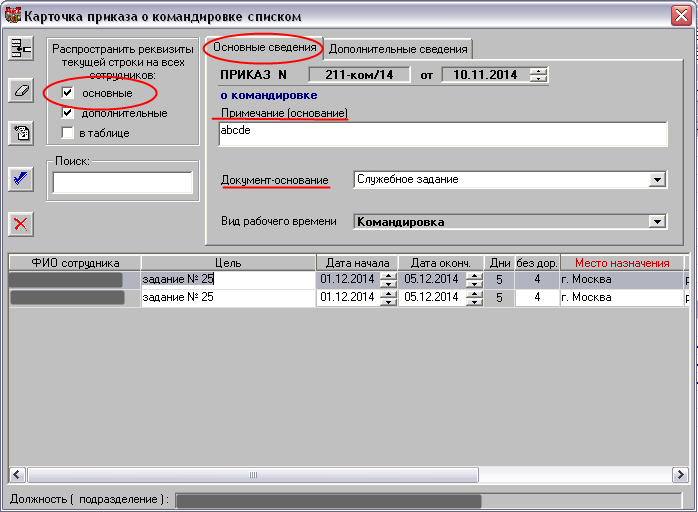 Карточка приказа о командировке списком
Распространить реквизиты
текущей строки на всех
сотрудников:
основные
дополнительные
в таблице
Поиск:
Основные сведения
Дополнительные сведения
ПРИКАЗ N 211-ком/14 от 10.11.2014
о командировке
Примечание (основание)
abcde
Документ-основание Служебное задание
Вид рабочего времени Командировка
ФИО сотрудника Цель Дата начала Дата оконч. Дни без дор. Место назначения
задание № 25 01.12.2014 05.12.2014 5 4 г. Москва
задание № 25 01.12.2014 05.12.2014 5 4 г. Москва
Должность ( подразделение ) :